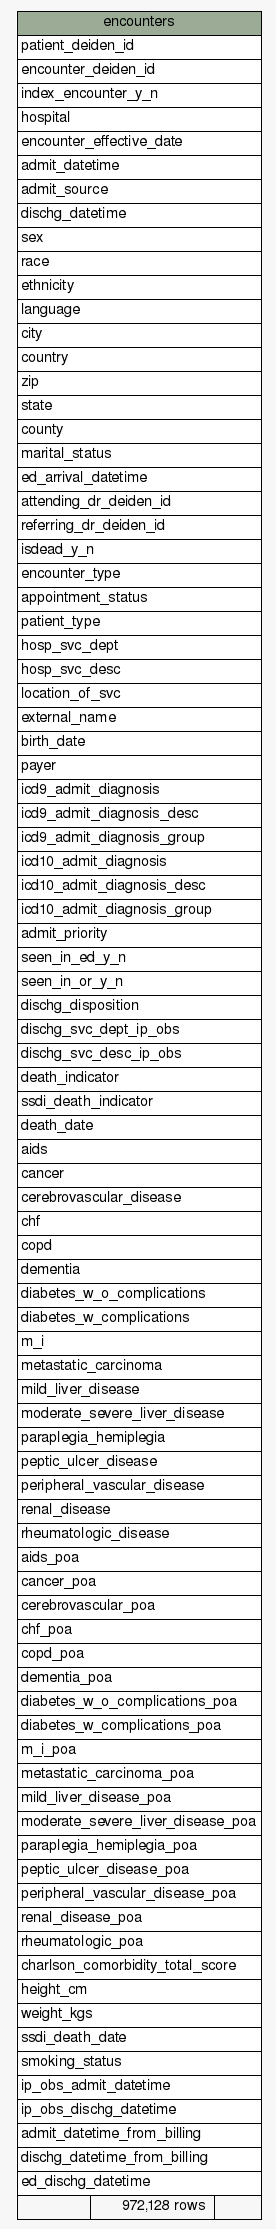 encounters
patient_deiden_id
encounter_deiden_id
index_encounter_y_n
hospital
encounter_effective_date
admit_datetime
admit_source
dischg_datetime
sex
race
ethnicity
language
city
country
zip
state
county
marital_status
ed_arrival_datetime
attending_dr_deiden_id
referring_dr_deiden_id
isdead_y_n
encounter_type
appointment_status
patient_type
hosp_svc_dept
hosp_svc_desc
location_of_svc
external_name
birth_date
payer
icd9_admit_diagnosis
icd9_admit_diagnosis_desc
icd9_admit_diagnosis_group
icd10_admit_diagnosis
icd10_admit_diagnosis_desc
icd10_admit_diagnosis_group
admit_priority
seen_in_ed_y_n
seen_in_or_y_n
dischg_disposition
dischg_svc_dept_ip_obs
dischg_svc_desc_ip_obs
death_indicator
ssdi_death_indicator
death_date
aids
cancer
cerebrovascular_disease
chf
copd
dementia
diabetes_w_o_complications
diabetes_w_complications
m_i
metastatic_carcinoma
mild_liver_disease
moderate_severe_liver_disease
paraplegia_hemiplegia
peptic_ulcer_disease
peripheral_vascular_disease
renal_disease
rheumatologic_disease
aids_poa
cancer_poa
cerebrovascular_poa
chf_poa
copd_poa
dementia_poa
diabetes_w_o_complications_poa
diabetes_w_complications_poa
m_i_poa
metastatic_carcinoma_poa
mild_liver_disease_poa
moderate_severe_liver_disease_poa
paraplegia_hemiplegia_poa
peptic_ulcer_disease_poa
peripheral_vascular_disease_poa
renal_disease_poa
rheumatologic_poa
charlson_comorbidity_total_score
height_cm
weight_kgs
ssdi_death_date
smoking_status
ip_obs_admit_datetime
ip_obs_dischg_datetime
admit_datetime_from_billing
dischg_datetime_from_billing
ed_dischg_datetime
972,128 rows